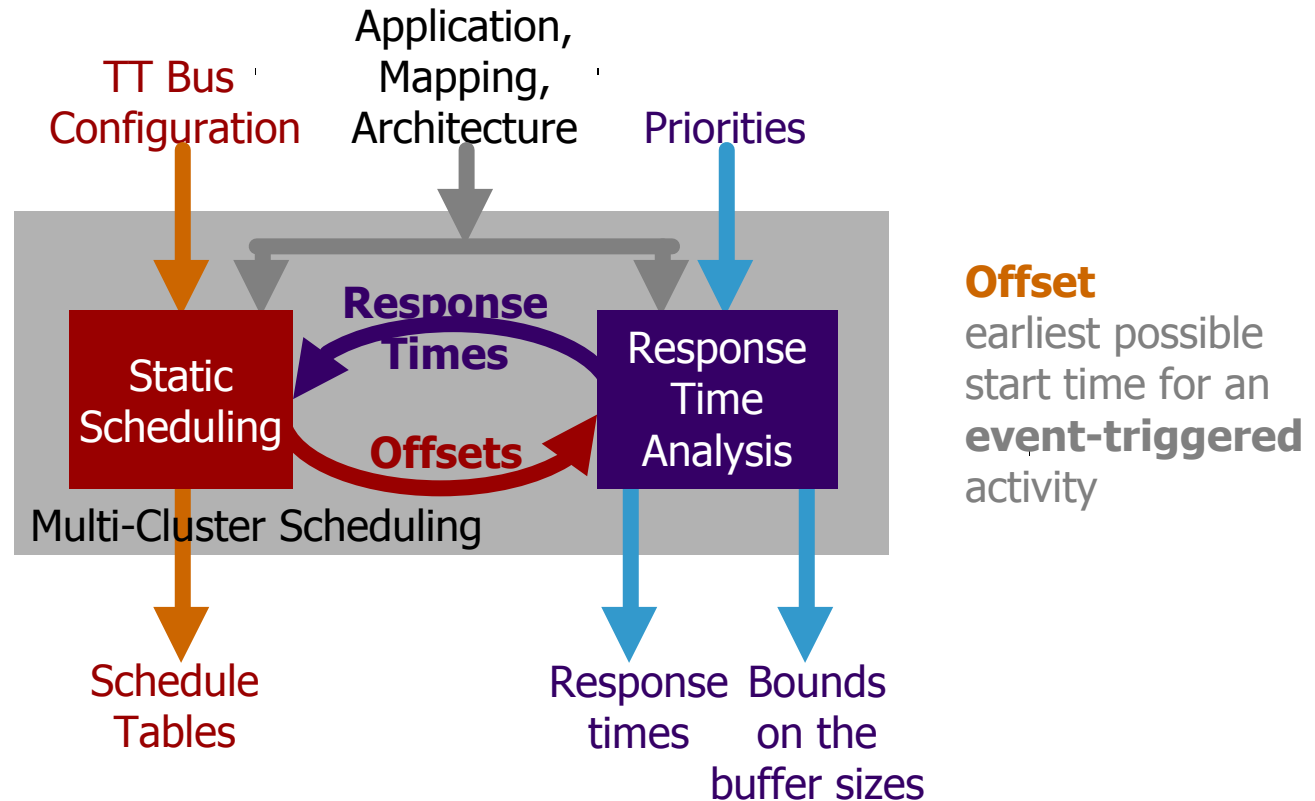 TT Bus
Configuration
Application,
Mapping,
Architecture
Priorities
Response
Times
Static
Scheduling
Offsets
Response
Time
Analysis
Multi-Cluster Scheduling
Schedule
Tables
Response
times
Bounds
on the
buffer sizes
Offset
earliest possible
start time for an
event-triggered
activity